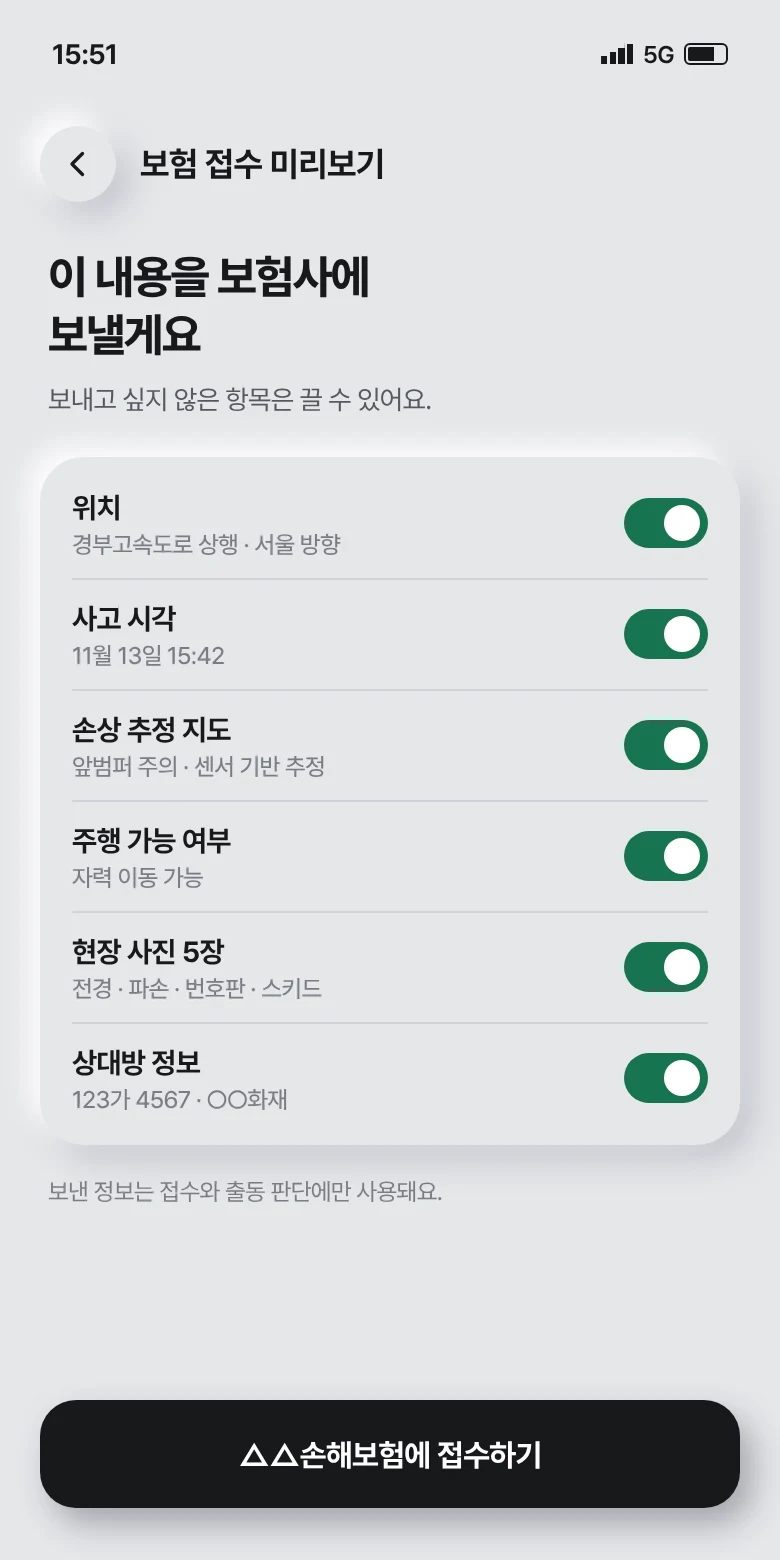 15:51
5G
보험 접수 미리보기
이 내용을 보험사에
보낼게요
보내고 싶지 않은 항목은 끌 수 있어요.
위치
경부고속도로 상행 · 서울 방향
사고 시각
11월 13일 15:42
손상 추정 지도
앞범퍼 주의 · 센서 기반 추정
주행 가능 여부
자력 이동 가능
현장 사진 5장
전경 · 파손 · 번호판 · 스키드
상대방 정보
123가 4567 · ○○화재
보낸 정보는 접수와 출동 판단에만 사용돼요.
△△손해보험에 접수하기